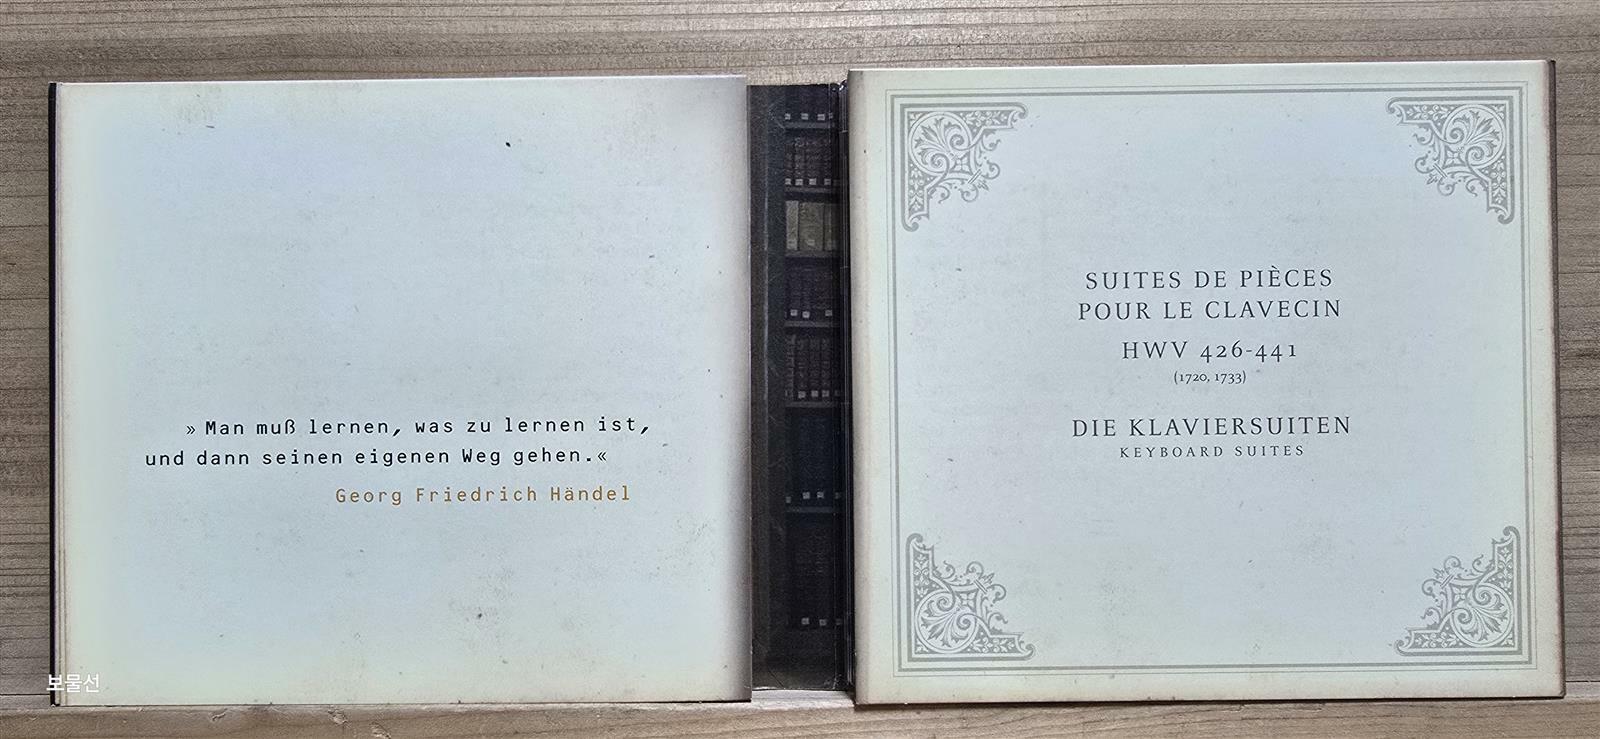 » Man muß lernen, was zu lernen ist,
und dann seinen eigenen Weg gehen.«
Georg Friedrich Händel
SUITES DE PIÈCES
POUR LE CLAVECIN
HWV 426-441
(1720, 1733)
DIE KLAVIERSUITEN
KEYBOARD SUITES
보물선